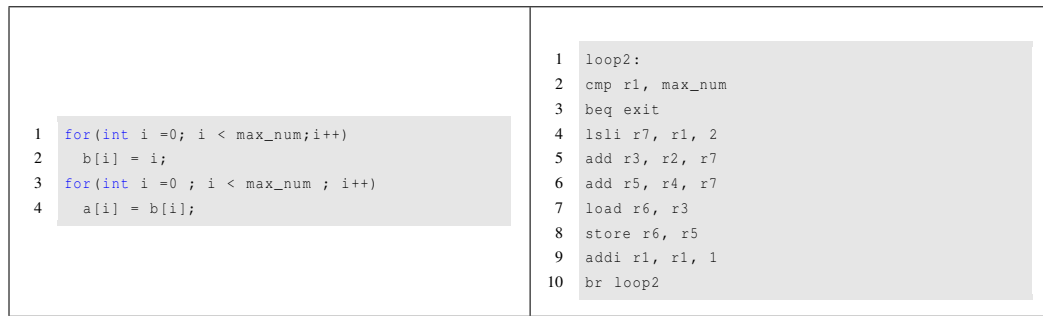 1 for(int i =0; i < max_num;i++)
2 b[i] = i;
3 for(int i =0 ; i < max_num ; i++)
4 a[i] = b[i];
1 loop2:
2 cmp r1, max_num
3 beq exit
4 lsli r7, r1, 2
5 add r3, r2, r7
6 add r5, r4, r7
7 load r6, r3
8 store r6, r5
9 addi r1, r1, 1
10 br loop2